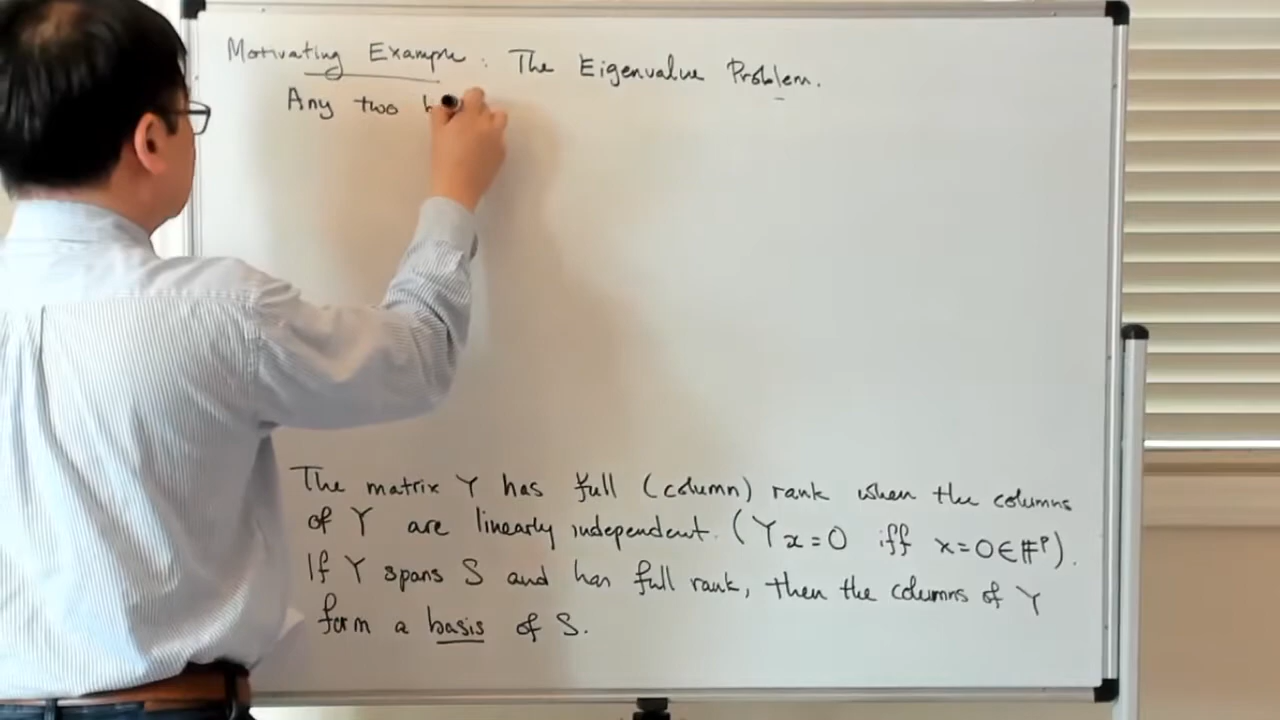 Motivating Example: The Eigenvalue Problem.
Any two
The matrix Y has full (column) rank when the columns
of Y are linearly independent. (Yx=0 iff x=0∈𝔽ᵖ).
If Y spans S and has full rank, then the columns of Y
form a basis of S.